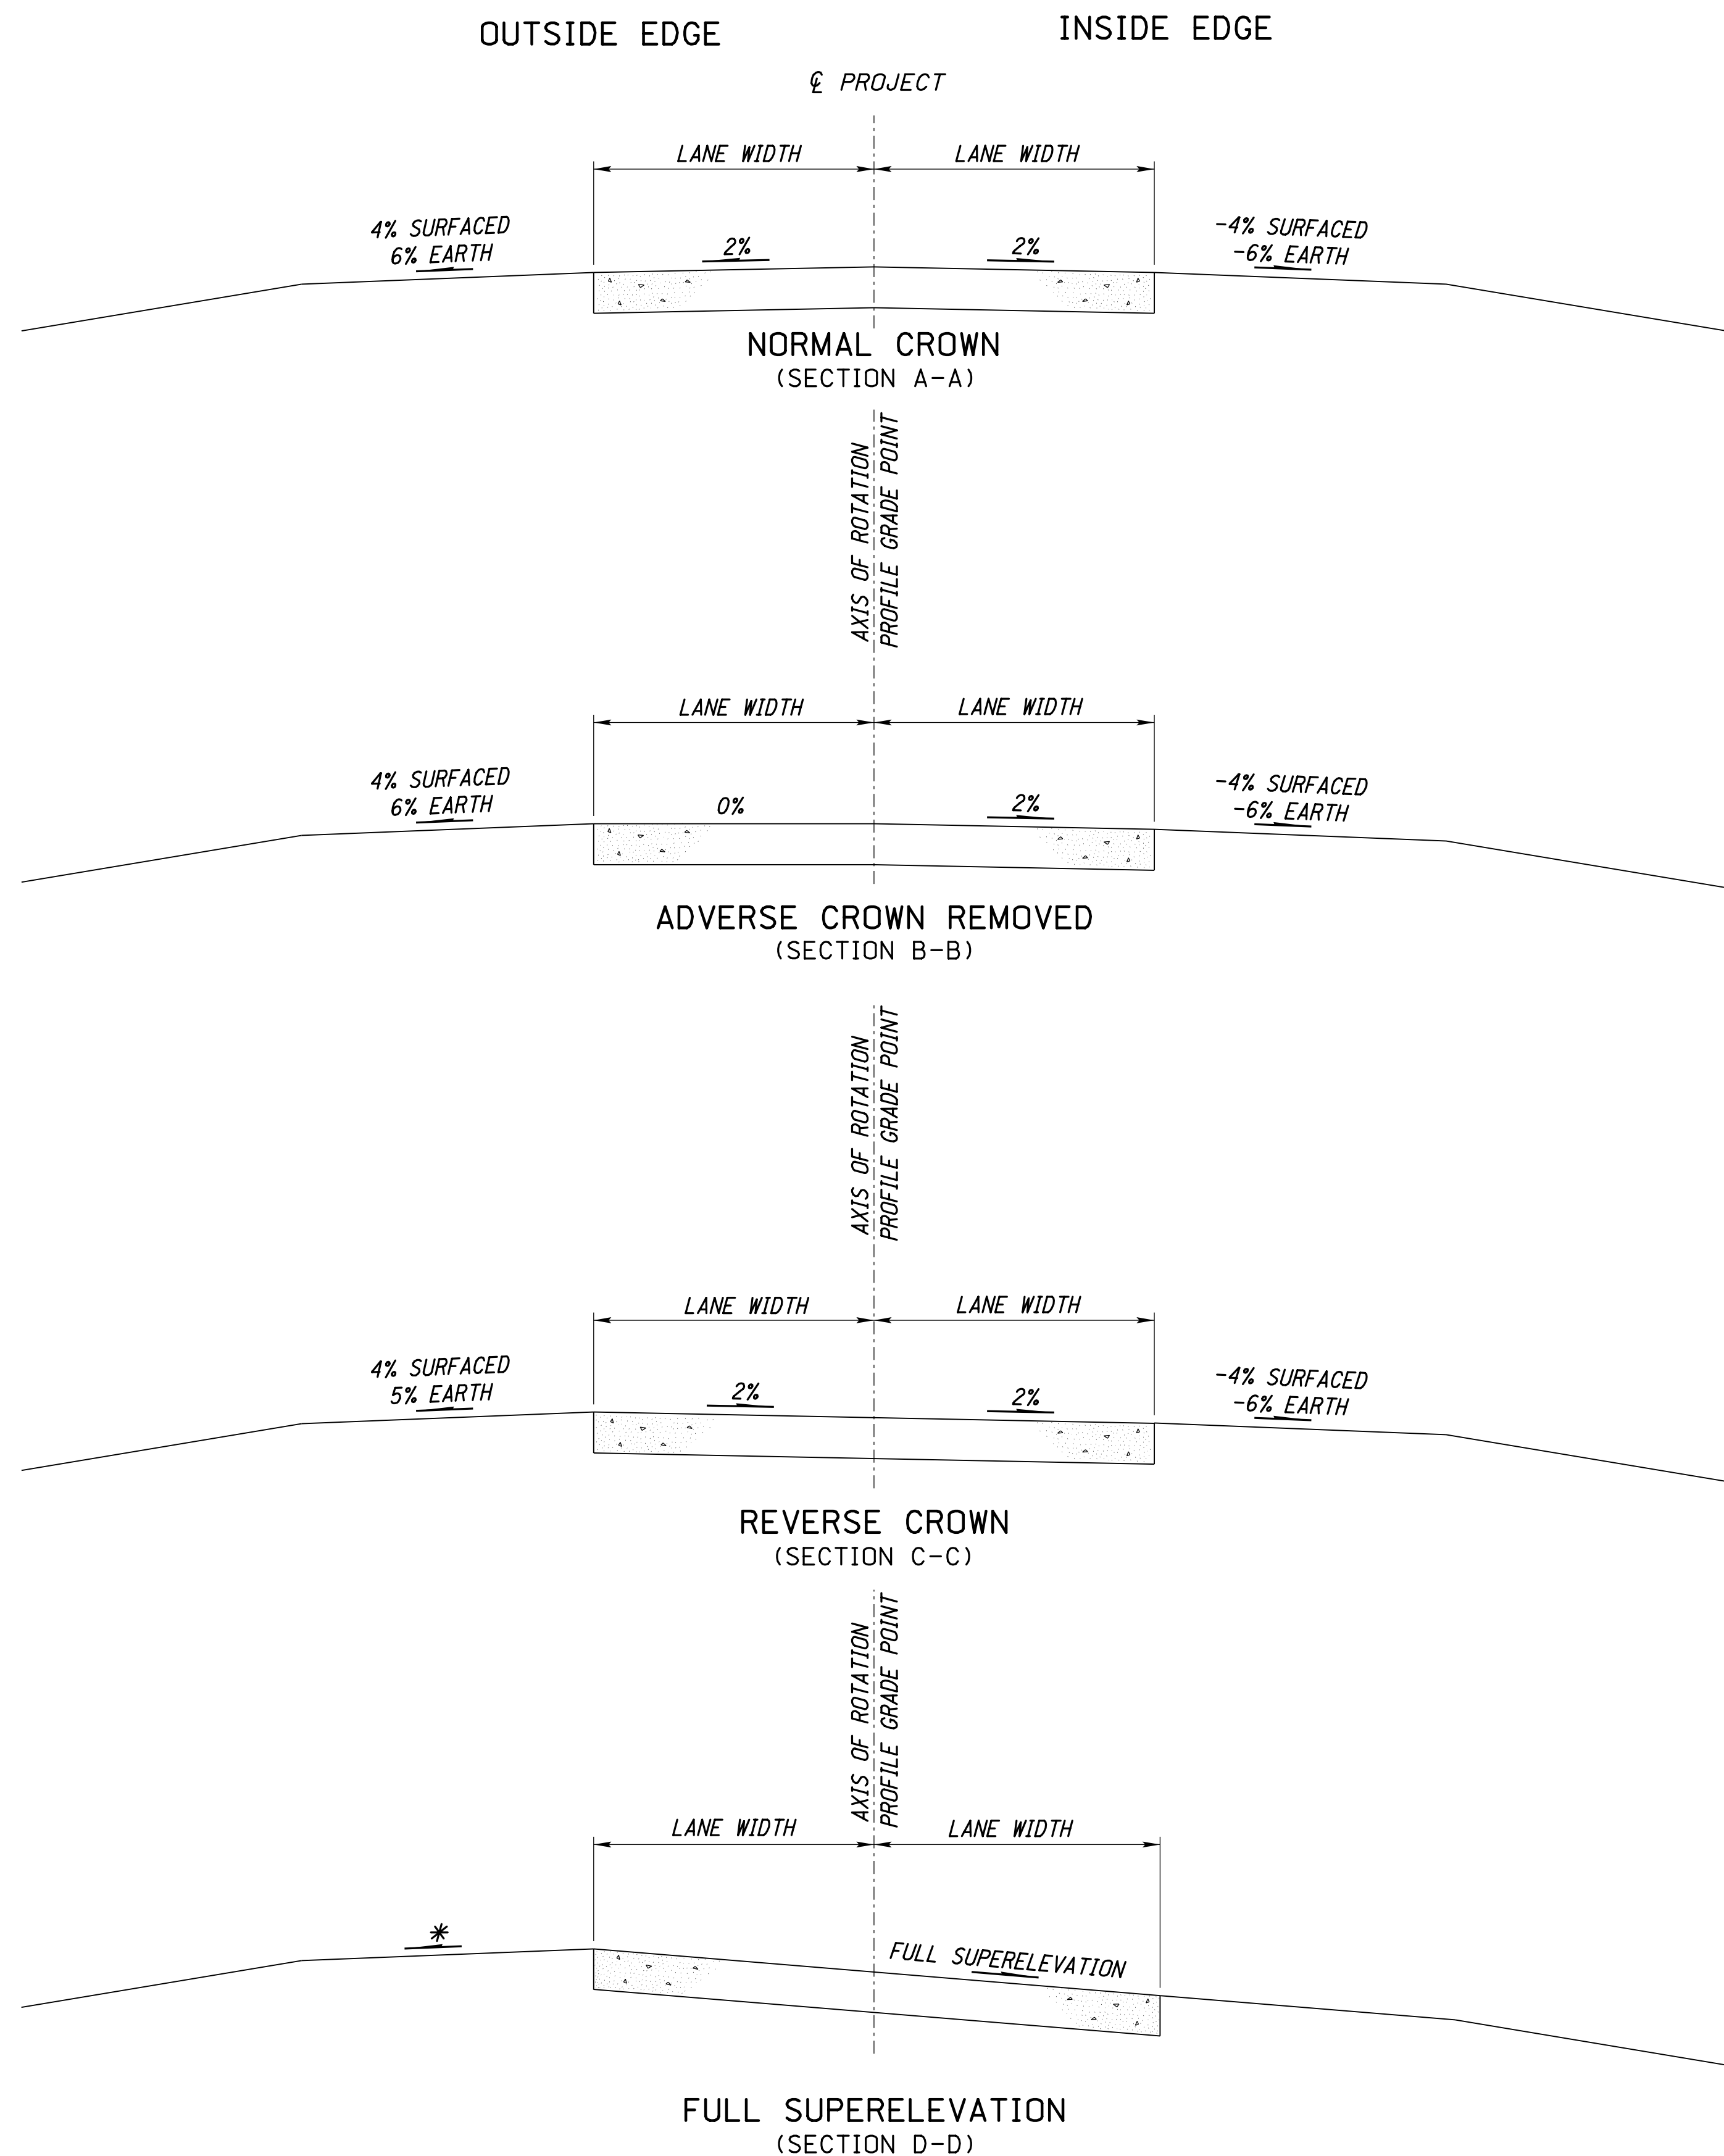 OUTSIDE EDGE
INSIDE EDGE
℄ PROJECT
LANE WIDTH
LANE WIDTH
4% SURFACED
6% EARTH
2%
2%
-4% SURFACED
-6% EARTH
NORMAL CROWN
(SECTION A-A)
AXIS OF ROTATION
PROFILE GRADE POINT
LANE WIDTH
LANE WIDTH
4% SURFACED
6% EARTH
0%
2%
-4% SURFACED
-6% EARTH
ADVERSE CROWN REMOVED
(SECTION B-B)
AXIS OF ROTATION
PROFILE GRADE POINT
LANE WIDTH
LANE WIDTH
4% SURFACED
5% EARTH
2%
2%
-4% SURFACED
-6% EARTH
REVERSE CROWN
(SECTION C-C)
AXIS OF ROTATION
PROFILE GRADE POINT
LANE WIDTH
LANE WIDTH
*
FULL SUPERELEVATION
FULL SUPERELEVATION
(SECTION D-D)